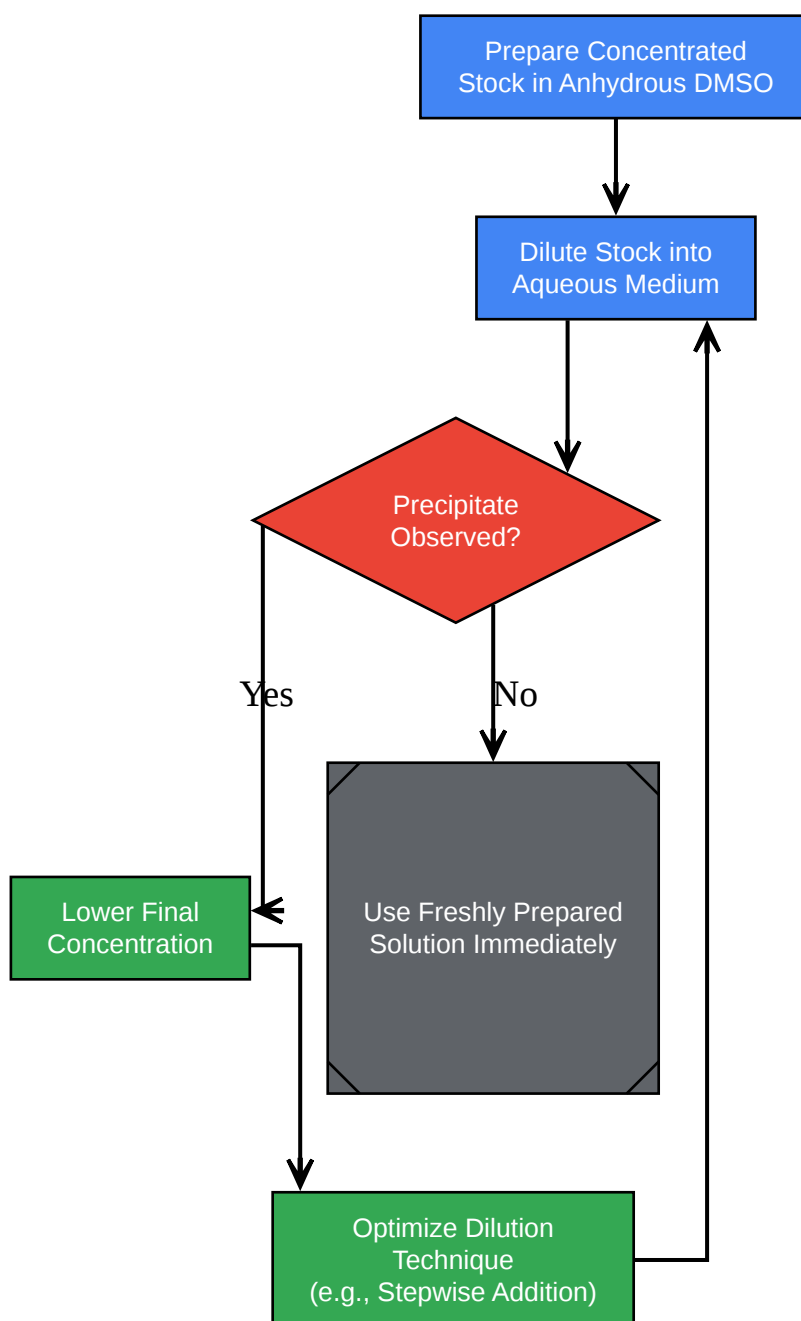 Prepare Concentrated
Stock in Anhydrous DMSO
Dilute Stock into
Aqueous Medium
Precipitate
Observed?
Yes
No
Lower Final
Concentration
Use Freshly Prepared
Solution Immediately
Optimize Dilution
Technique
(e.g., Stepwise Addition)